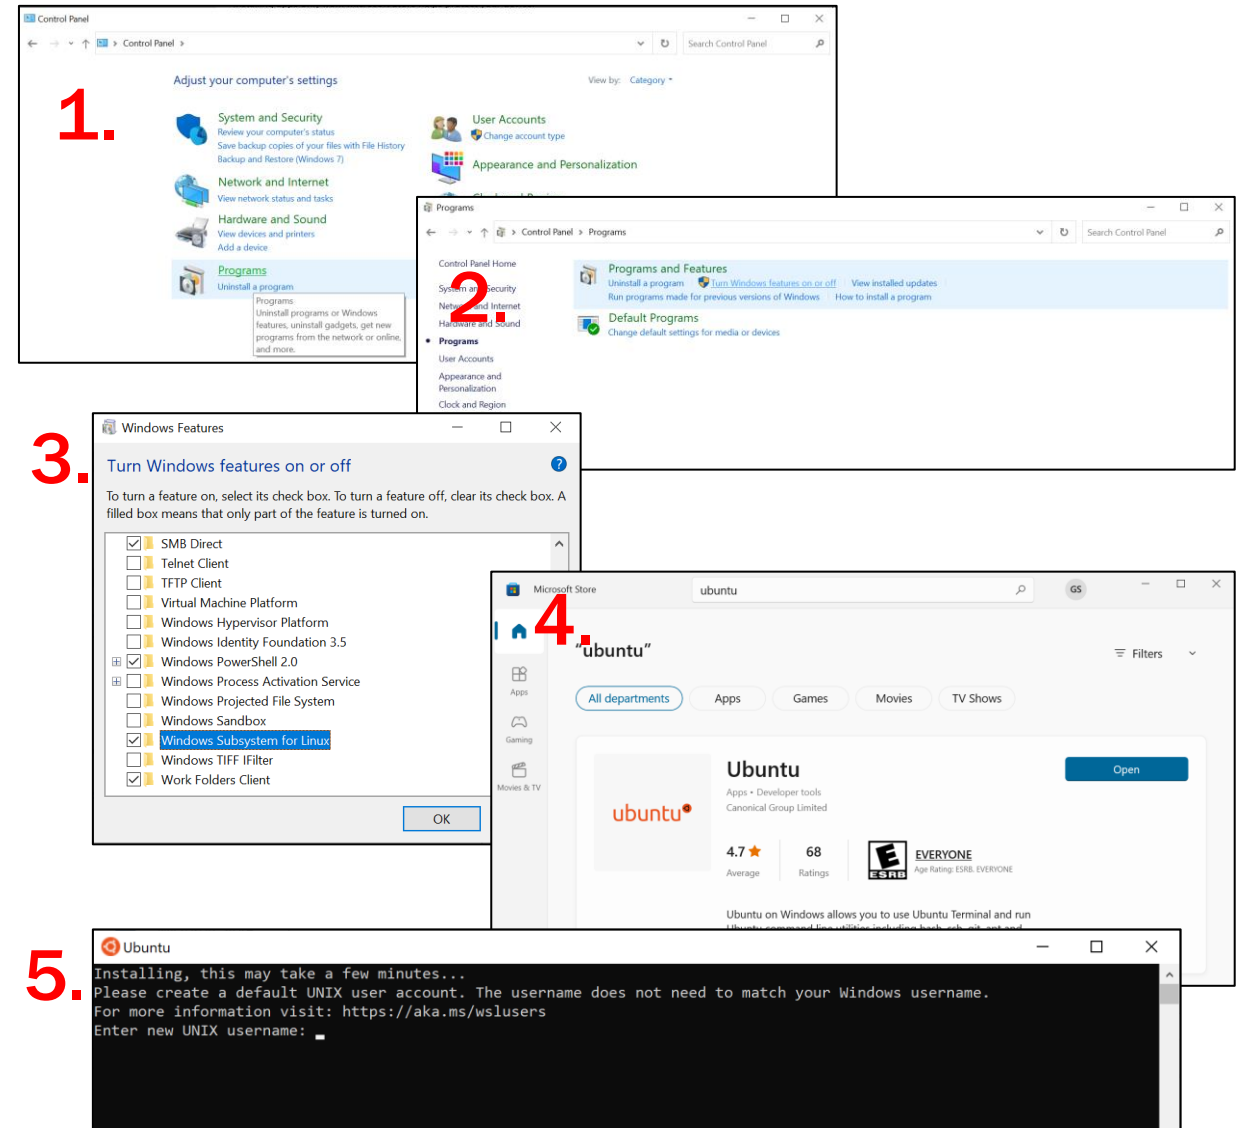 Control Panel
Control Panel
Search Control Panel
1.
Adjust your computer's settings
View by: Category
System and Security
Review your computer's status
Save backup copies of your files with File History
Backup and Restore (Windows 7)
Network and Internet
View network status and tasks
Hardware and Sound
View devices and printers
Add a device
Programs
Uninstall a program
Programs
Uninstall programs or Windows
features, uninstall gadgets, get new
programs from the network or online,
and more.
User Accounts
Change account type
Appearance and Personalization
2.
Programs
Control Panel > Programs
Search Control Panel
Control Panel Home
System and Security
Network and Internet
Hardware and Sound
Programs
User Accounts
Appearance and
Personalization
Clock and Region
Programs and Features
Uninstall a program Turn Windows features on or off View installed updates
Run programs made for previous versions of Windows How to install a program
Default Programs
Change default settings for media or devices
3.
Windows Features
Turn Windows features on or off
To turn a feature on, select its check box. To turn a feature off, clear its check box. A
filled box means that only part of the feature is turned on.
SMB Direct
Telnet Client
TFTP Client
Virtual Machine Platform
Windows Hypervisor Platform
Windows Identity Foundation 3.5
Windows PowerShell 2.0
Windows Process Activation Service
Windows Projected File System
Windows Sandbox
Windows Subsystem for Linux
Windows TIFF IFilter
Work Folders Client
OK
4.
Microsoft Store
ubuntu
GS
"ubuntu"
Filters
All departments Apps Games Movies TV Shows
Apps
Gaming
Movies & TV
ubuntu
Ubuntu
Open
Apps • Developer tools
Canonical Group Limited
4.7 68
Average Ratings
E
ESRB
EVERYONE
Age Rating: ESRB. EVERYONE
Ubuntu on Windows allows you to use Ubuntu Terminal and run
5.
Ubuntu
Installing, this may take a few minutes...
Please create a default UNIX user account. The username does not need to match your Windows username.
For more information visit: https://aka.ms/wslusers
Enter new UNIX username: